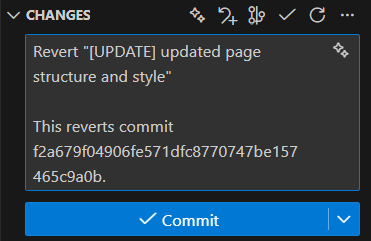 CHANGES
Revert "[UPDATE] updated page
structure and style"
This reverts commit
f2a679f04906fe571dfc8770747be157
465c9a0b.
Commit